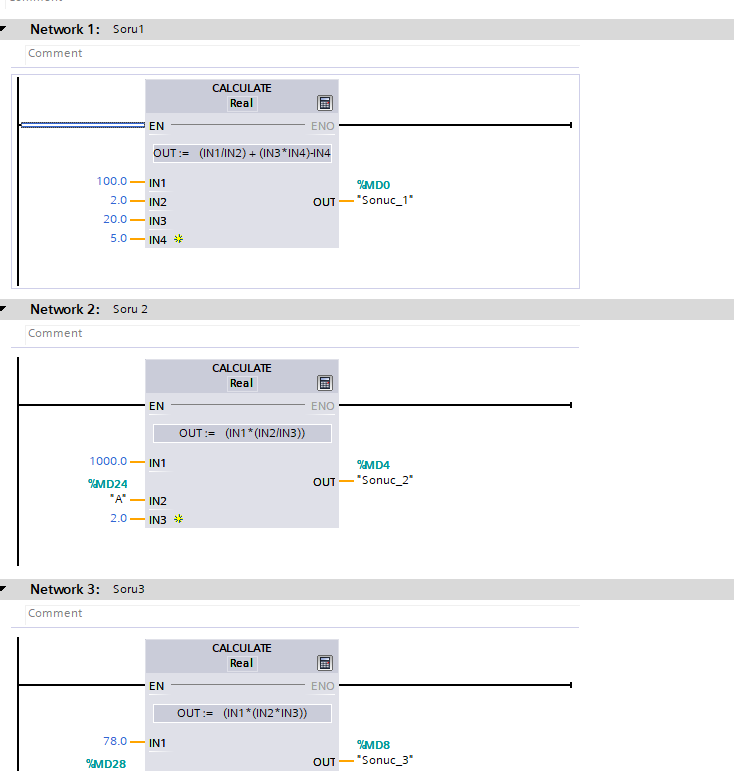 Network 1: Soru1
Comment
CALCULATE
Real
EN ENO
OUT := (IN1/IN2) + (IN3*IN4)-IN4
100.0 IN1
%MD0
2.0 IN2
OUT "Sonuc_1"
20.0 IN3
5.0 IN4
Network 2: Soru 2
Comment
CALCULATE
Real
EN ENO
OUT := (IN1*(IN2/IN3))
1000.0 IN1
%MD4
%MD24
OUT "Sonuc_2"
"A" IN2
2.0 IN3
Network 3: Soru3
Comment
CALCULATE
Real
EN ENO
OUT := (IN1*(IN2*IN3))
78.0 IN1
%MD8
%MD28
OUT "Sonuc_3"